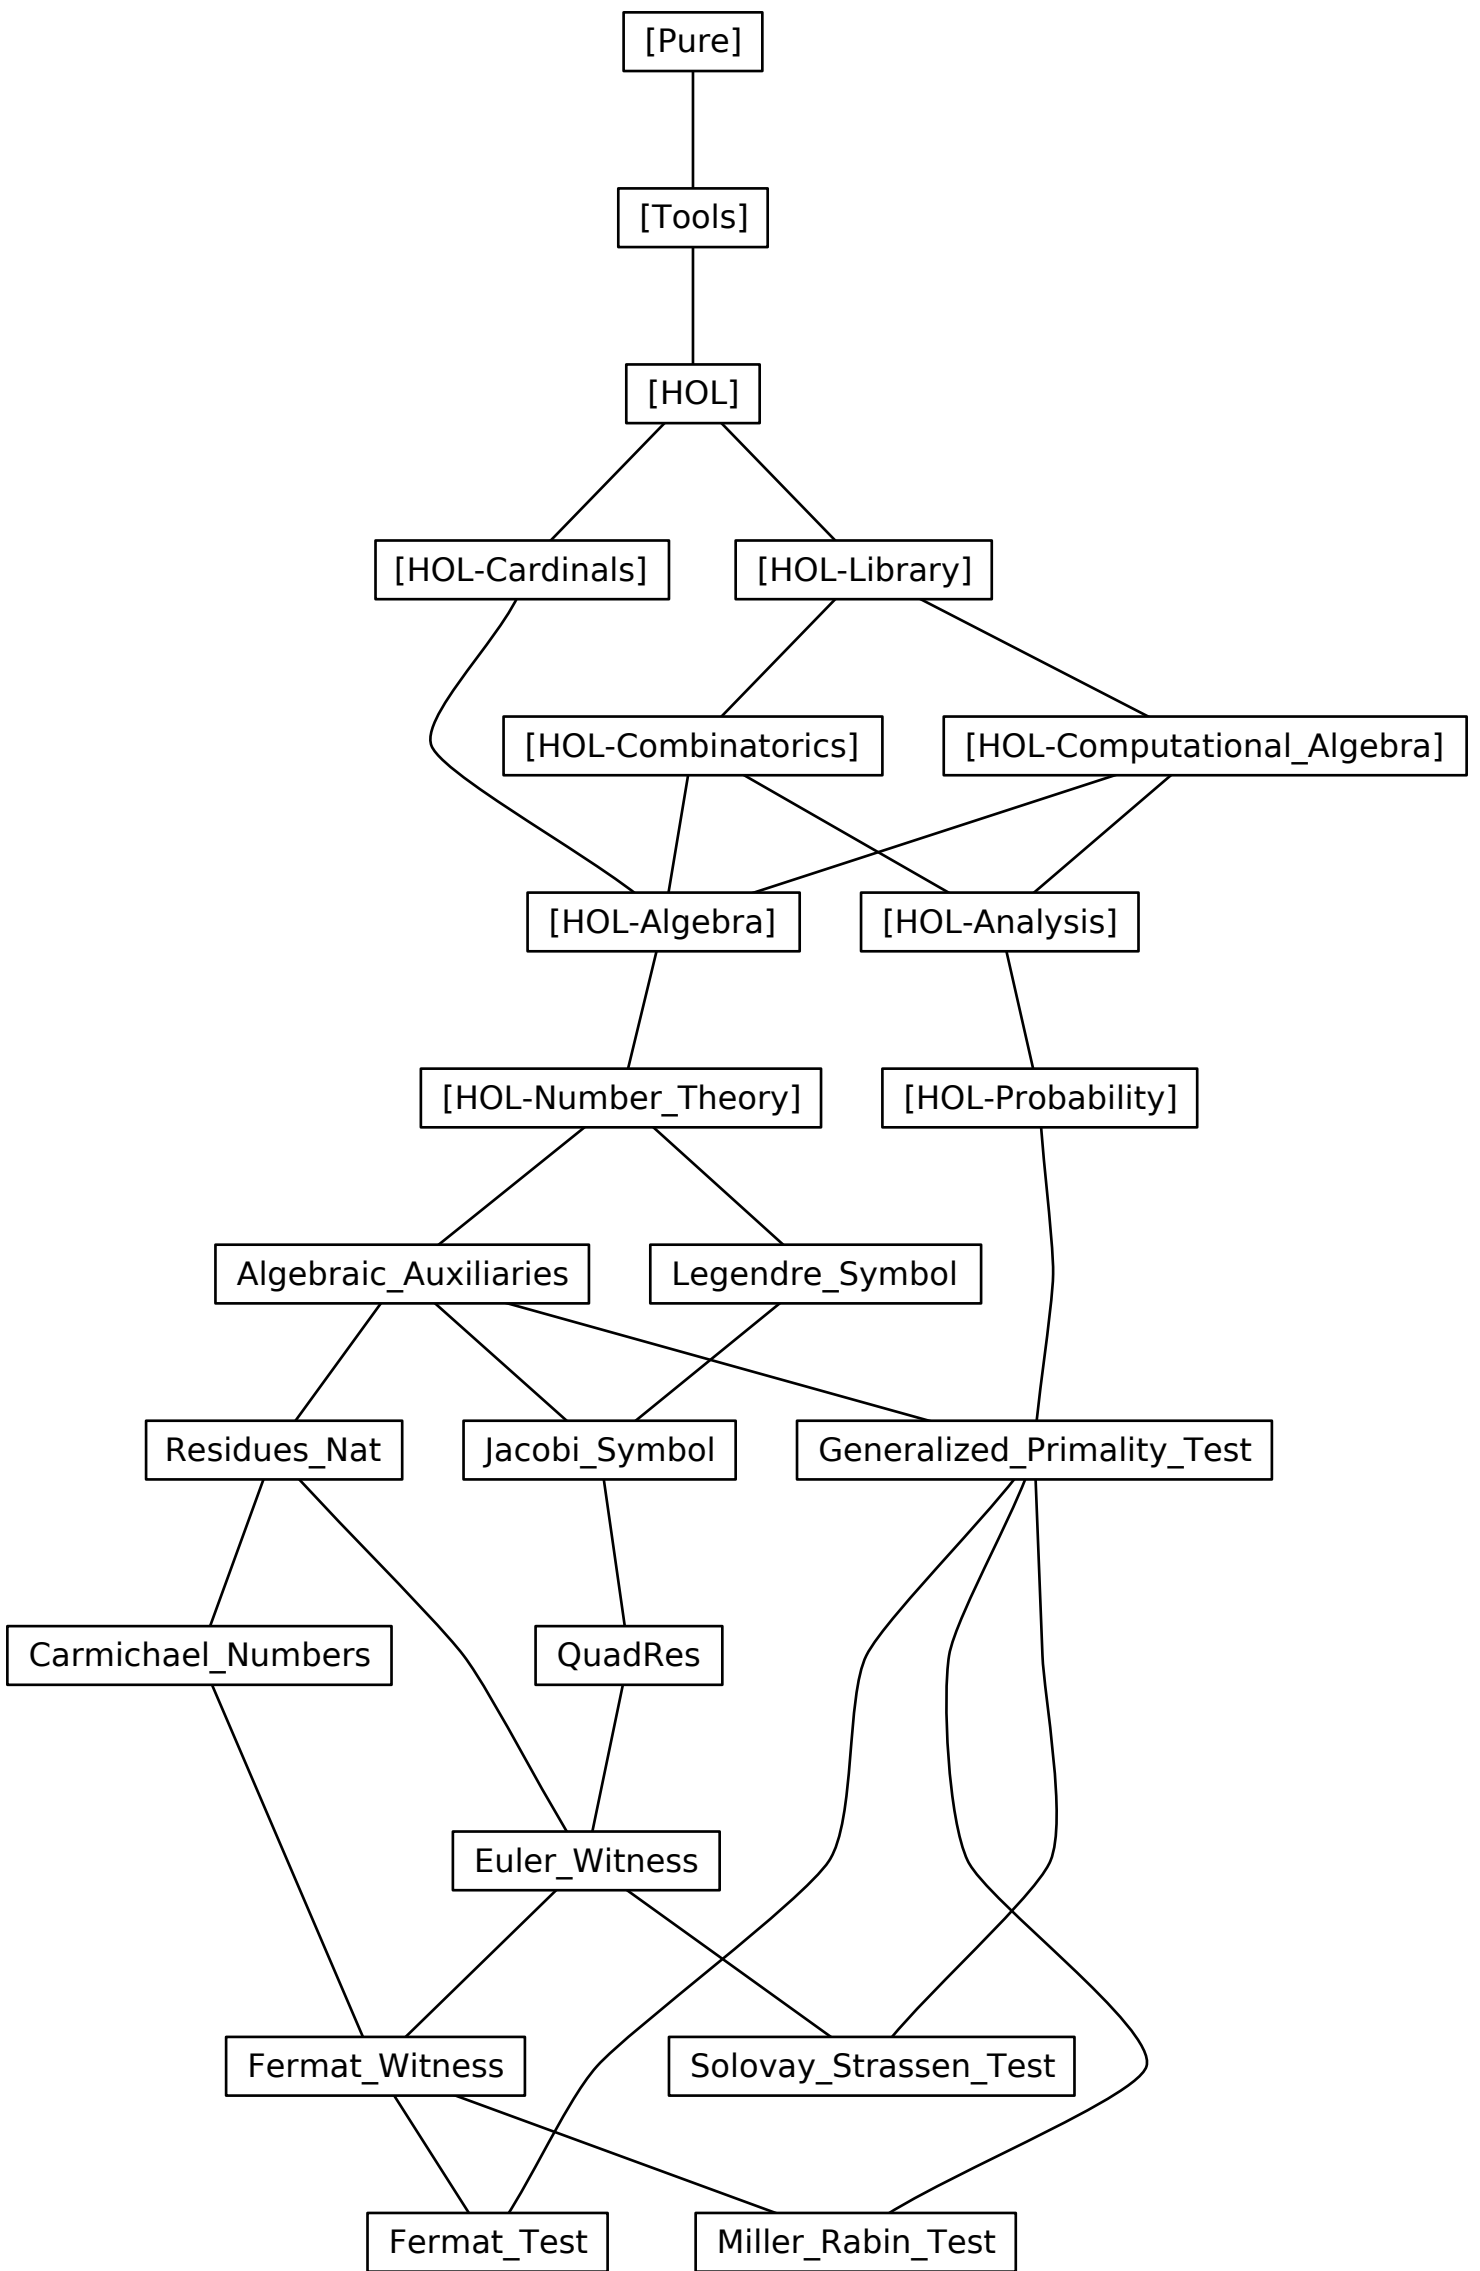 [Pure]
[Tools]
[HOL]
[HOL-Cardinals]
[HOL-Library]
[HOL-Combinatorics]
[HOL-Computational_Algebra]
[HOL-Algebra]
[HOL-Analysis]
[HOL-Number_Theory]
[HOL-Probability]
Algebraic_Auxiliaries
Legendre_Symbol
Residues_Nat
Jacobi_Symbol
Generalized_Primality_Test
Carmichael_Numbers
QuadRes
Euler_Witness
Fermat_Witness
Solovay_Strassen_Test
Fermat_Test
Miller_Rabin_Test